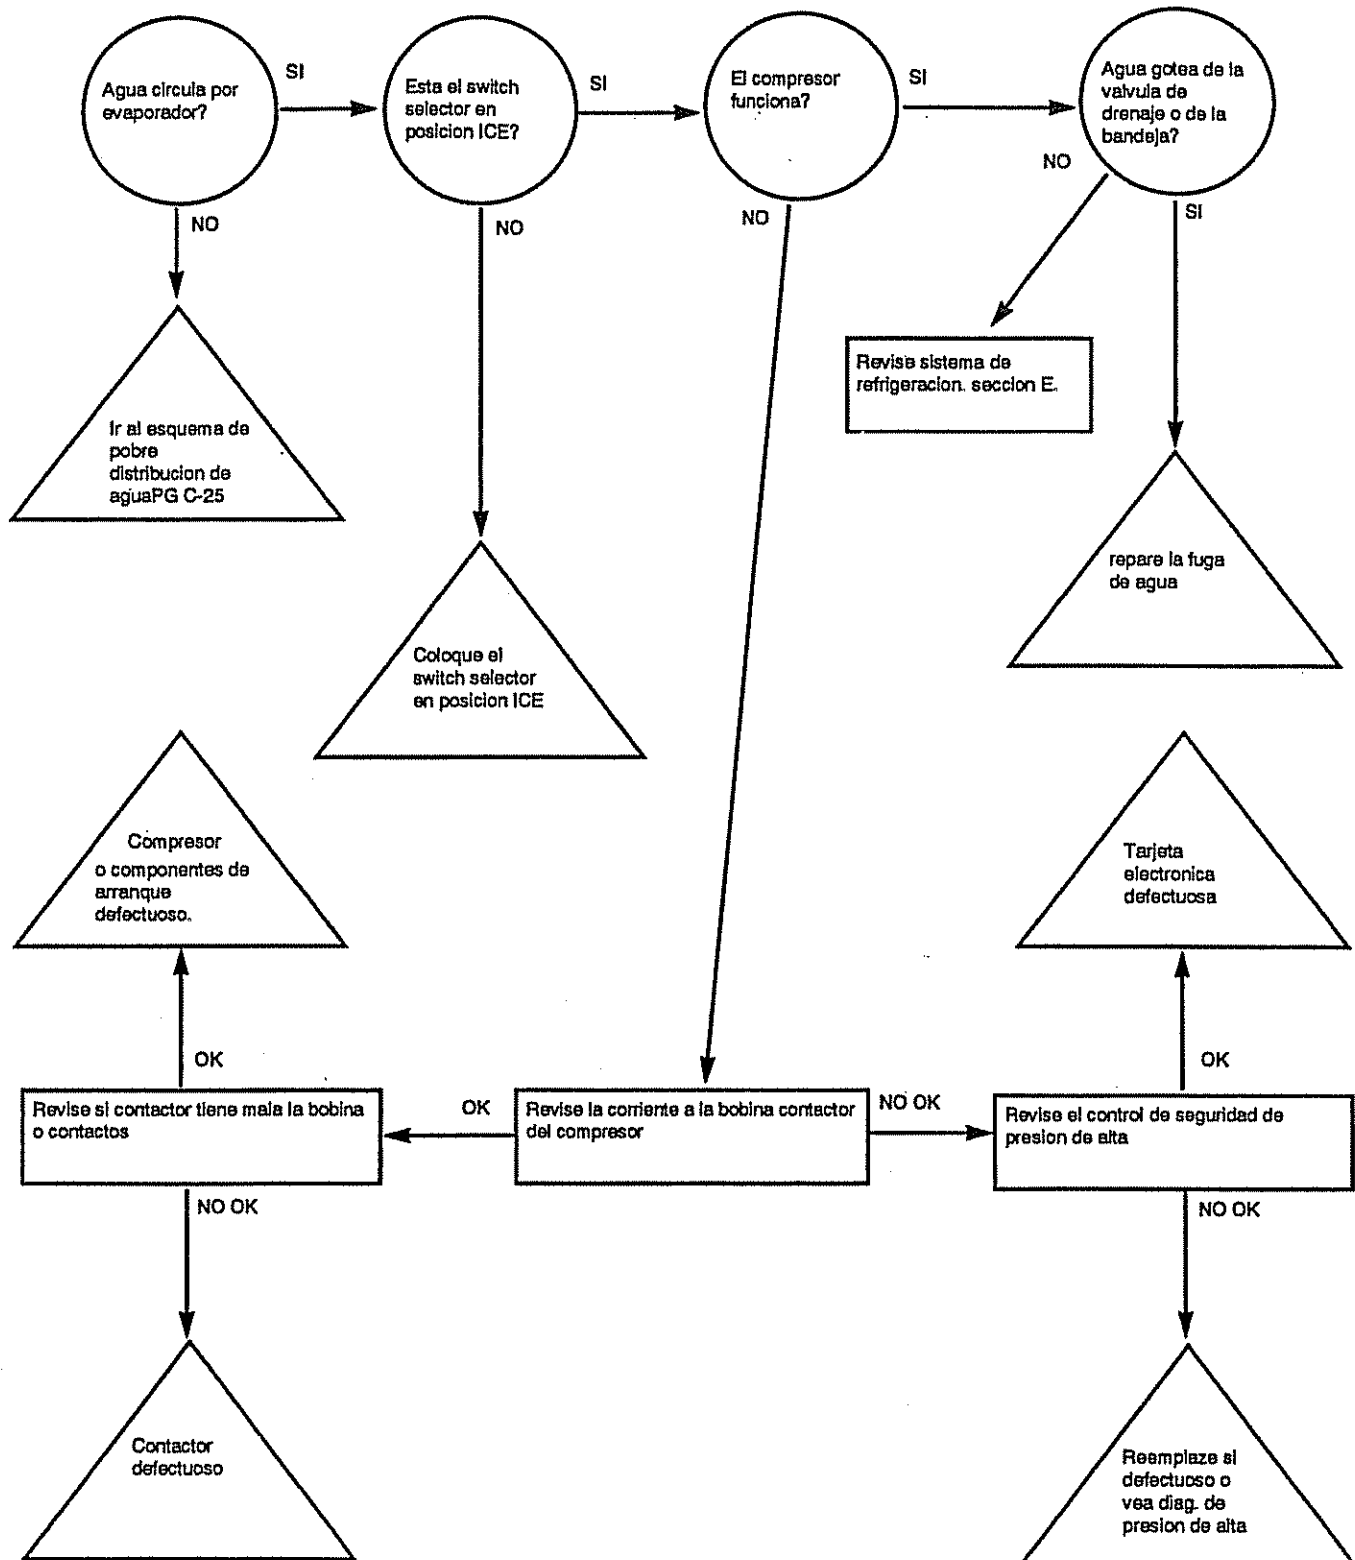 Agua circula por
evaporador?
SI
Esta el switch
selector en
posicion ICE?
SI
El compresor
funciona?
SI
Agua gotea de la
valvula de
drenaje o de la
bandeja?
NO
NO
NO
NO
SI
Ir al esquema de
pobre
distribucion de
aguaPG C-25
Revise sistema de
refrigeracion. seccion E.
Coloque el
switch selector
en posicion ICE
repare la fuga
de agua
Compresor
o componentes de
arranque
defectuoso.
Tarjeta
electronica
defectuosa
OK
OK
Revise si contactor tiene mala la bobina
o contactos
OK
Revise la corriente a la bobina contactor
del compresor
NO OK
Revise el control de seguridad de
presion de alta
NO OK
NO OK
Contactor
defectuoso
Reemplaze si
defectuoso o
vea diag. de
presion de alta